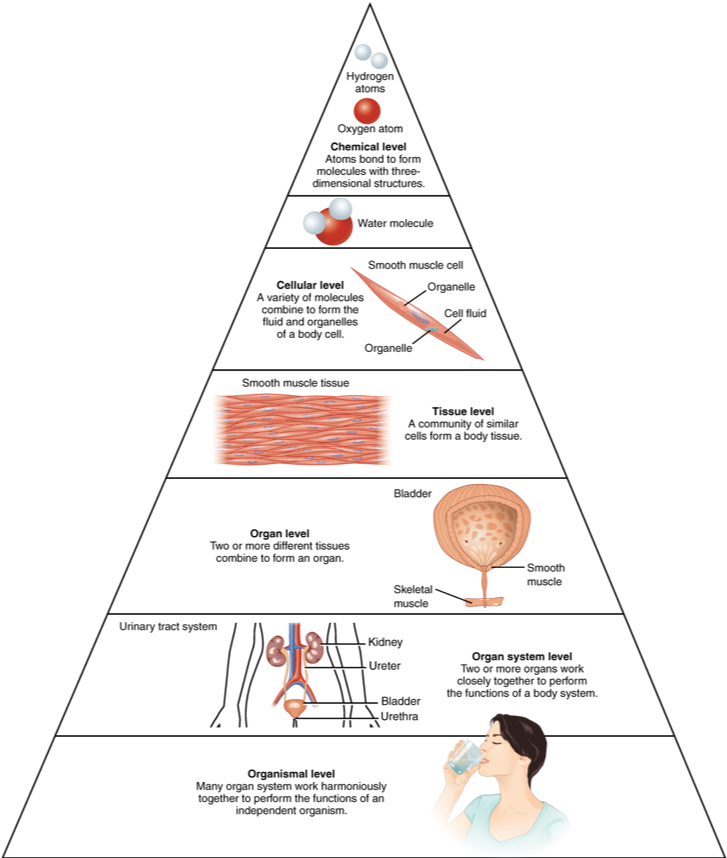 Hydrogen
atoms
Oxygen atom
Chemical level
Atoms bond to form
molecules with three-
dimensional structures.
Water molecule
Smooth muscle cell
Cellular level
A variety of molecules
combine to form the
fluid and organelles
of a body cell.
Organelle
Cell fluid
Organelle
Smooth muscle tissue
Tissue level
A community of similar
cells form a body tissue.
Bladder
Organ level
Two or more different tissues
combine to form an organ.
Smooth
muscle
Skeletal
muscle
Urinary tract system
Kidney
Ureter
Bladder
Urethra
Organ system level
Two or more organs work
closely together to perform
the functions of a body system.
Organismal level
Many organ system work harmoniously
together to perform the functions of an
independent organism.